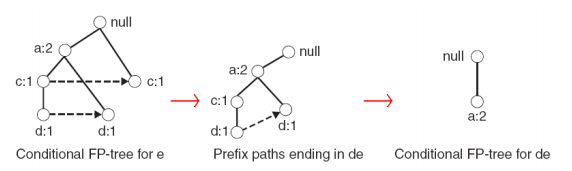 null
a:2
c:1
c:1
d:1
d:1
Conditional FP-tree for e
null
a:2
c:1
d:1
d:1
Prefix paths ending in de
null
a:2
Conditional FP-tree for de